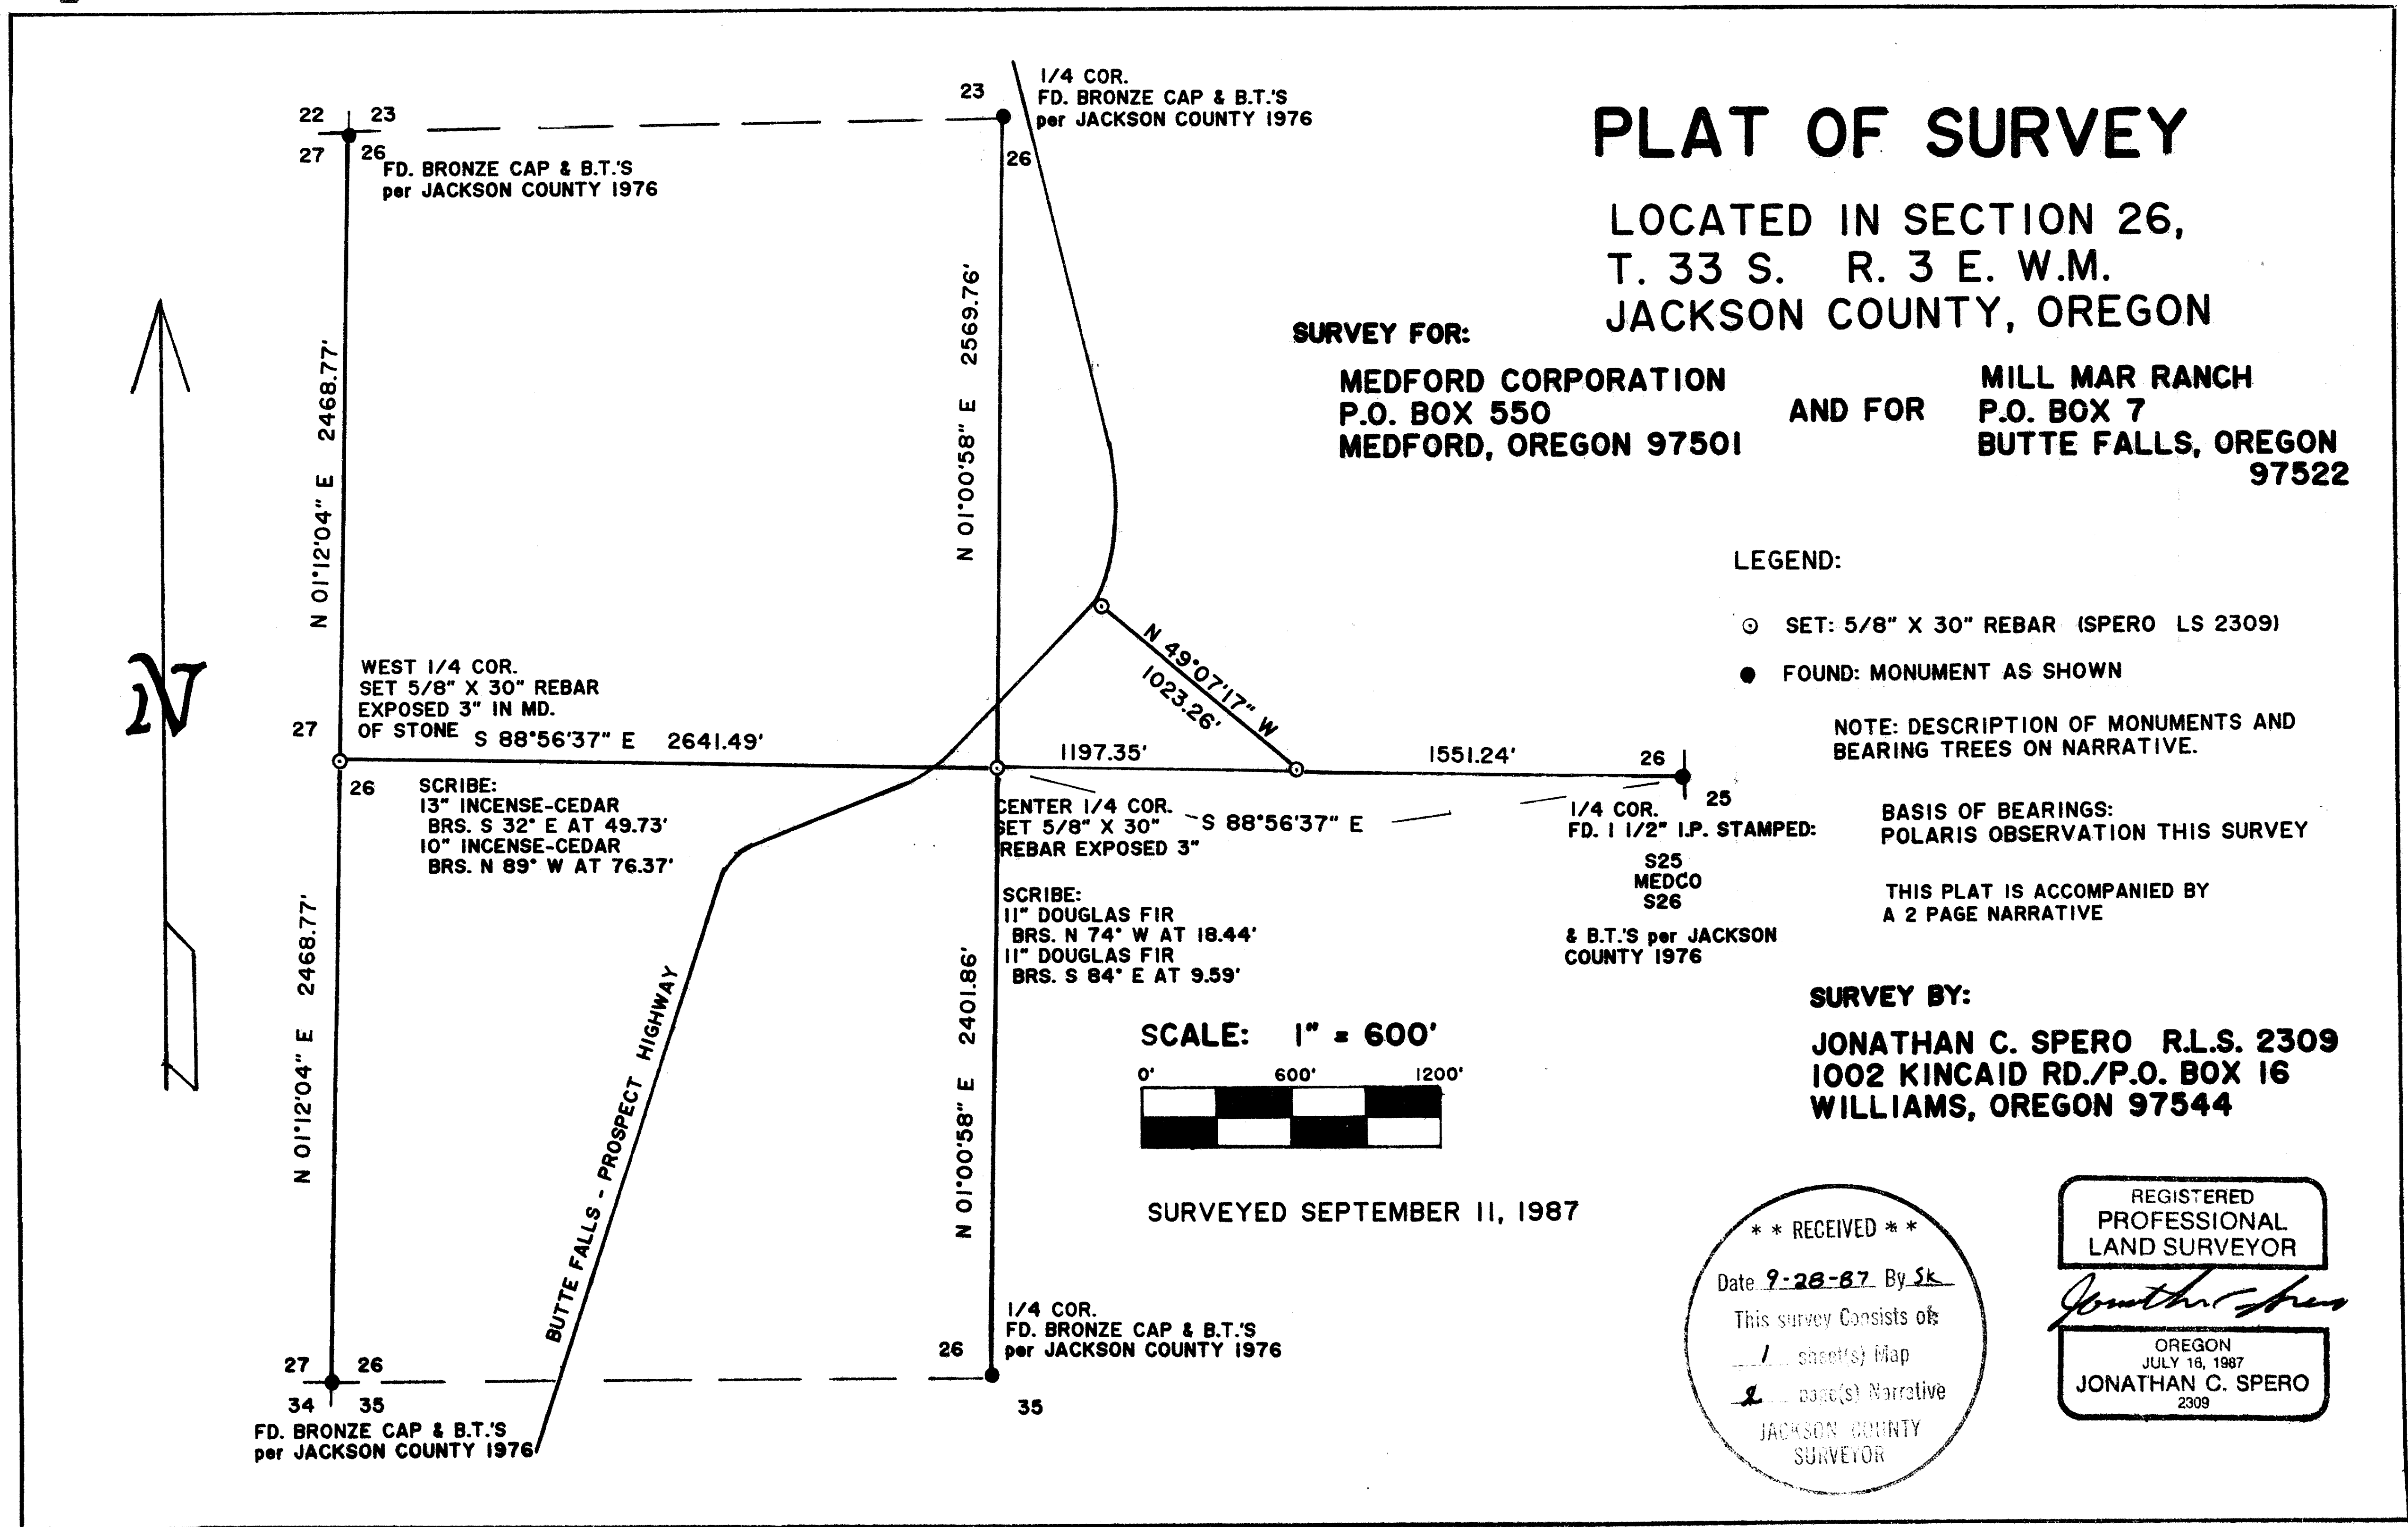 PLAT OF SURVEY
LOCATED IN SECTION 26,
T. 33 S. R. 3 E. W.M.
JACKSON COUNTY, OREGON
SURVEY FOR:
MEDFORD CORPORATION
P.O. BOX 550
MEDFORD, OREGON 97501
AND FOR
MILL MAR RANCH
P.O. BOX 7
BUTTE FALLS, OREGON
97522
22
23
27
26
FD. BRONZE CAP & B.T.'S
per JACKSON COUNTY 1976
23
26
1/4 COR.
FD. BRONZE CAP & B.T.'S
per JACKSON COUNTY 1976
N 01°12'04" E 2468.77'
N 01°00'58" E 2569.76'
N
WEST 1/4 COR.
SET 5/8" X 30" REBAR
EXPOSED 3" IN MD.
OF STONE
27
26
S 88°56'37" E 2641.49'
SCRIBE:
13" INCENSE-CEDAR
BRS. S 32° E AT 49.73'
10" INCENSE-CEDAR
BRS. N 89° W AT 76.37'
N 49°07'17" W
1023.26'
1197.35'
1551.24'
26
25
CENTER 1/4 COR.
SET 5/8" X 30"
REBAR EXPOSED 3"
S 88°56'37" E
SCRIBE:
11" DOUGLAS FIR
BRS. N 74° W AT 18.44'
11" DOUGLAS FIR
BRS. S 84° E AT 9.59'
1/4 COR.
FD. 1 1/2" I.P. STAMPED:
S25
MEDCO
S26
& B.T.'S per JACKSON
COUNTY 1976
LEGEND:
SET: 5/8" X 30" REBAR (SPERO LS 2309)
FOUND: MONUMENT AS SHOWN
NOTE: DESCRIPTION OF MONUMENTS AND
BEARING TREES ON NARRATIVE.
BASIS OF BEARINGS:
POLARIS OBSERVATION THIS SURVEY
THIS PLAT IS ACCOMPANIED BY
A 2 PAGE NARRATIVE
SURVEY BY:
JONATHAN C. SPERO R.L.S. 2309
1002 KINCAID RD./P.O. BOX 16
WILLIAMS, OREGON 97544
N 01°12'04" E 2468.77'
BUTTE FALLS - PROSPECT HIGHWAY
N 01°00'58" E 2401.86'
SCALE: 1" = 600'
0' 600' 1200'
SURVEYED SEPTEMBER 11, 1987
27
26
34
35
FD. BRONZE CAP & B.T.'S
per JACKSON COUNTY 1976
26
35
1/4 COR.
FD. BRONZE CAP & B.T.'S
per JACKSON COUNTY 1976
* * RECEIVED * *
Date 9-28-87 By SK
This survey Consists of:
1 sheet(s) Map
2 page(s) Narrative
JACKSON COUNTY
SURVEYOR
REGISTERED
PROFESSIONAL
LAND SURVEYOR
Jonathan C Spero
OREGON
JULY 16, 1987
JONATHAN C. SPERO
2309